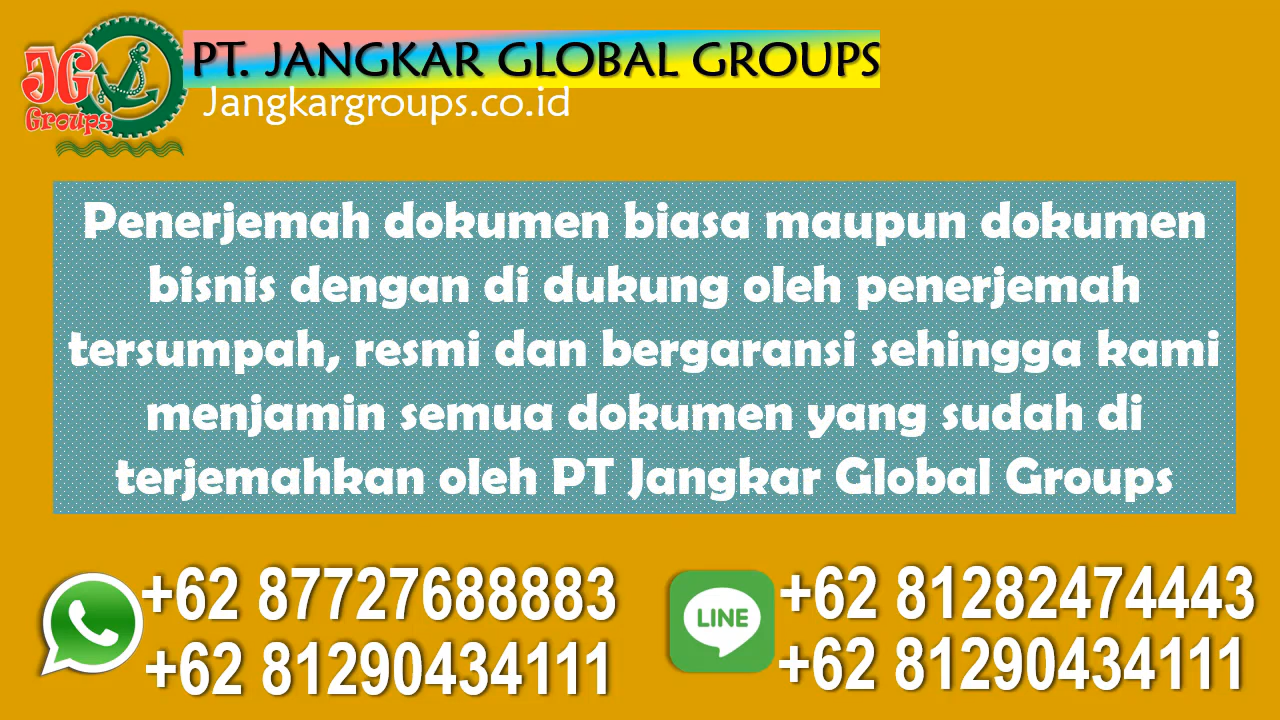 JG
Groups
PT. JANGKAR GLOBAL GROUPS
Jangkargroups.co.id
Penerjemah dokumen biasa maupun dokumen
bisnis dengan di dukung oleh penerjemah
tersumpah, resmi dan bergaransi sehingga kami
menjamin semua dokumen yang sudah di
terjemahkan oleh PT Jangkar Global Groups
+62 87727688883
+62 81290434111
LINE
+62 81282474443
+62 81290434111